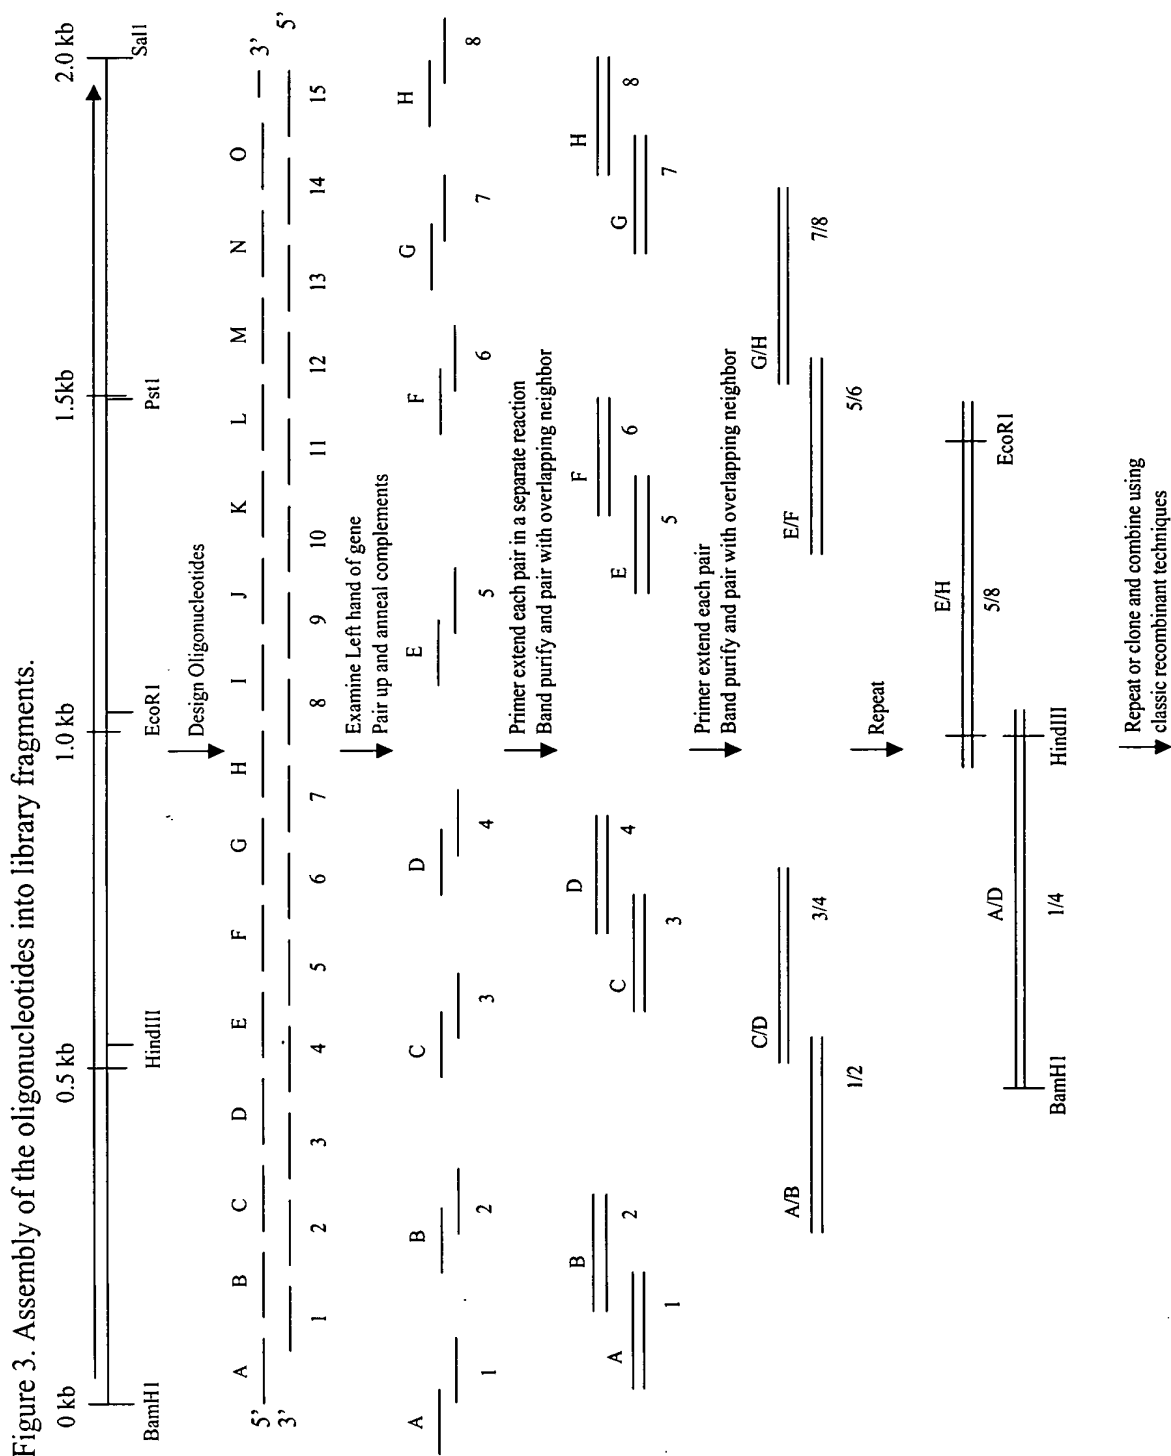 Figure 3. Assembly of the oligonucleotides into library fragments.
0 kb 0.5 kb 1.0 kb 1.5kb 2.0 kb
BamH1 HindIII EcoR1 Pst1 Sal1
Design Oligonucleotides
A B C D E F G H I J K L M N O
5' 3'
3' 5'
1 2 3 4 5 6 7 8 9 10 11 12 13 14 15
Examine Left hand of gene
Pair up and anneal complements
A B C D E F G H
1 2 3 4 5 6 7 8
Primer extend each pair in a separate reaction
Band purify and pair with overlapping neighbor
B D F H
A 2 C 4 E 6 G 8
1 3 5 7
Primer extend each pair
Band purify and pair with overlapping neighbor
C/D G/H
A/B 3/4 E/F 7/8
1/2 5/6
Repeat
E/H
5/8
EcoR1
A/D
1/4
BamH1 HindIII
Repeat or clone and combine using
classic recombinant techniques